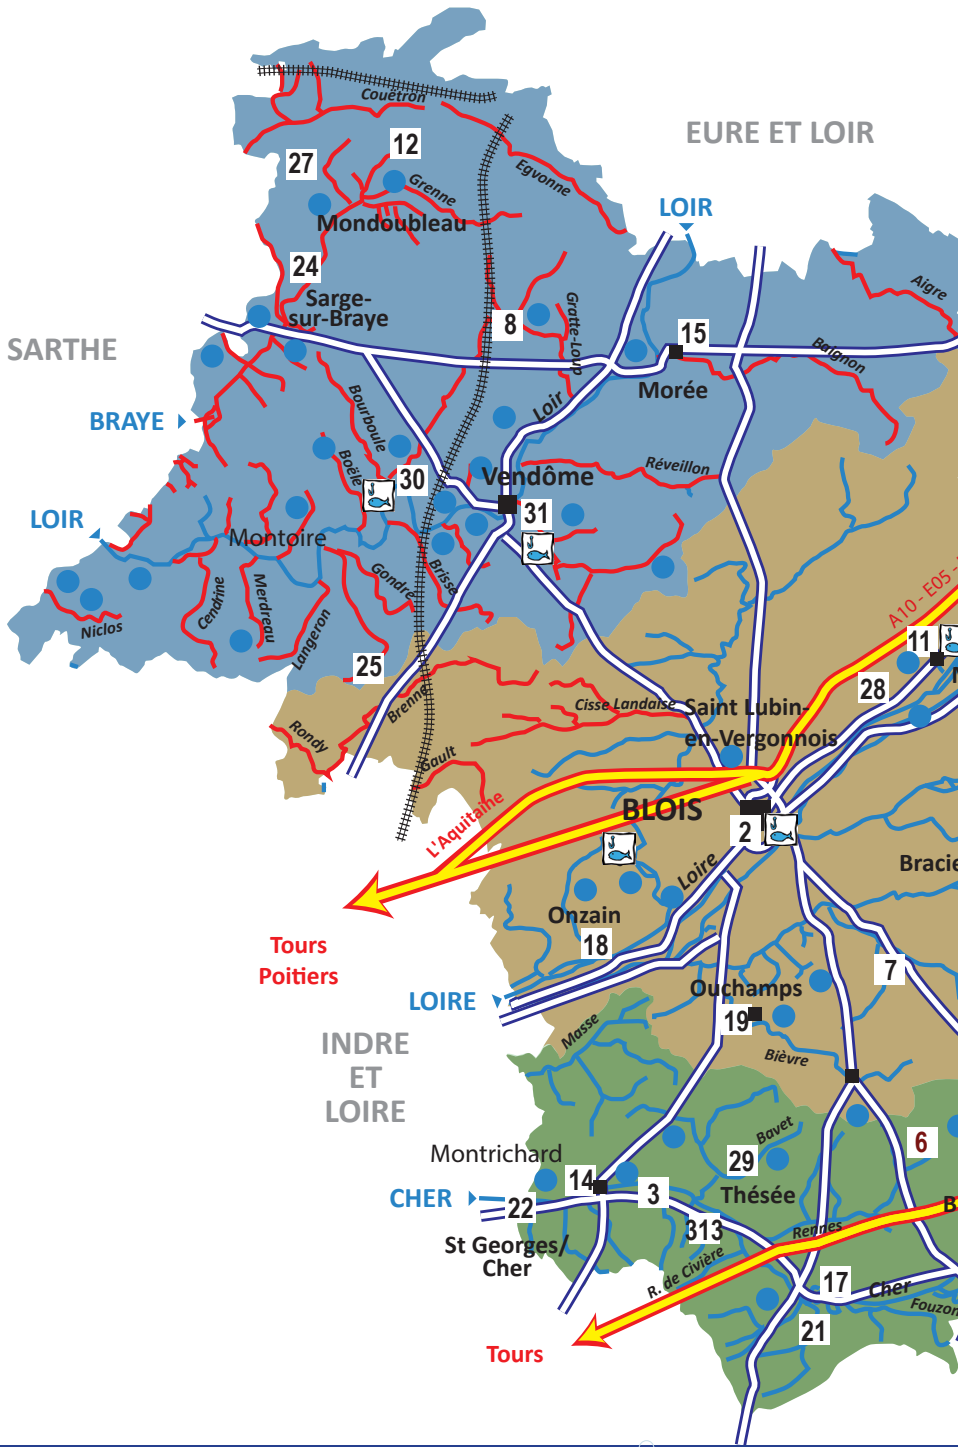 Couëtron
EURE ET LOIR
12
27
Egvonne
Grenne
LOIR
Mondoubleau
24
Aigre
Sarge-
sur-Braye
8
Gratte-Loup
15
SARTHE
Baignon
Morée
Bourboule
Loir
BRAYE
Boële
Réveillon
30
Vendôme
LOIR
31
Montoire
A10 - E05 -
Brisse
Gondre
Cendrine
Merdreau
Niclos
Langeron
11
25
28
Brenne
Cisse Landaise
Saint Lubin-
en-Vergonnois
Rondy
Gault
L'Aquitaine
BLOIS
2
Loire
Bracie
Onzain
18
Tours
Poitiers
7
Ouchamps
LOIRE
19
Masse
INDRE
ET
LOIRE
Bièvre
Bavet
6
Montrichard
29
14
3
Thésée
CHER
22
B
313
Rennes
St Georges/
Cher
R. de Civière
17
Cher
Fouzon
21
Tours